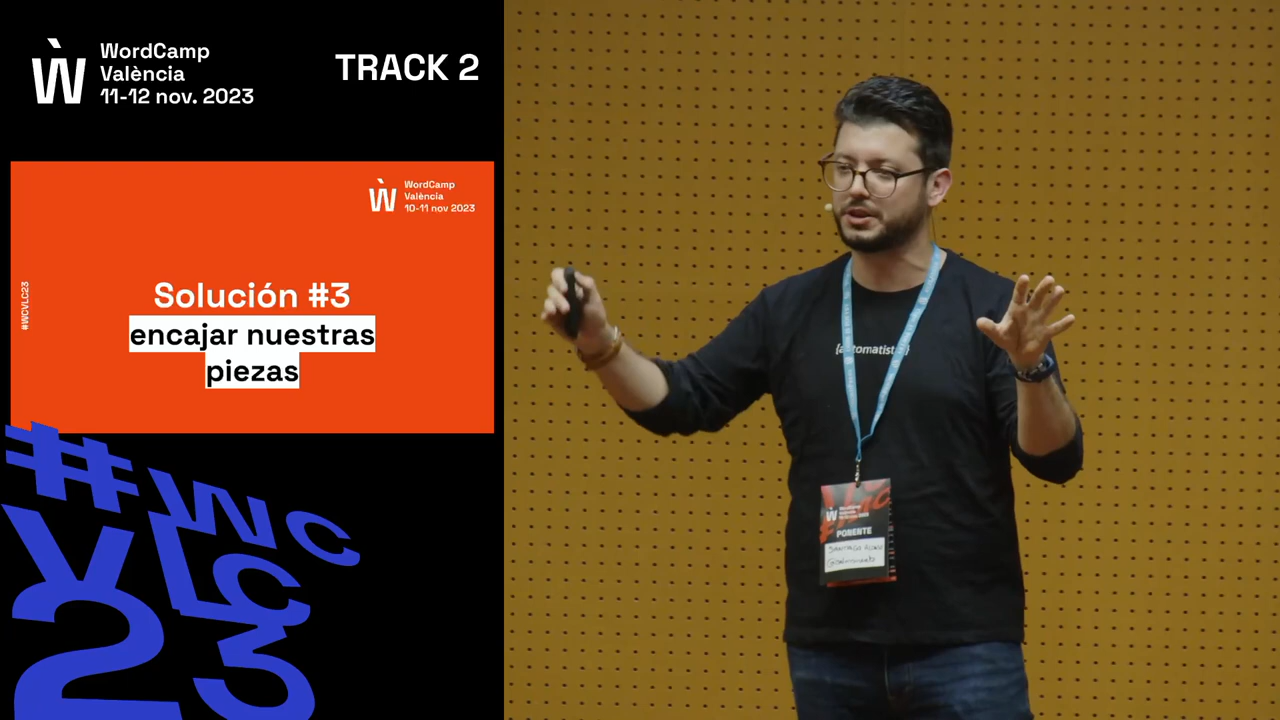 WordCamp
València
11-12 nov. 2023
TRACK 2
WordCamp
València
10-11 nov 2023
#WCVLC23
Solución #3
encajar nuestras
piezas
#WC
VLC
23
PONENTE
SANTIAGO